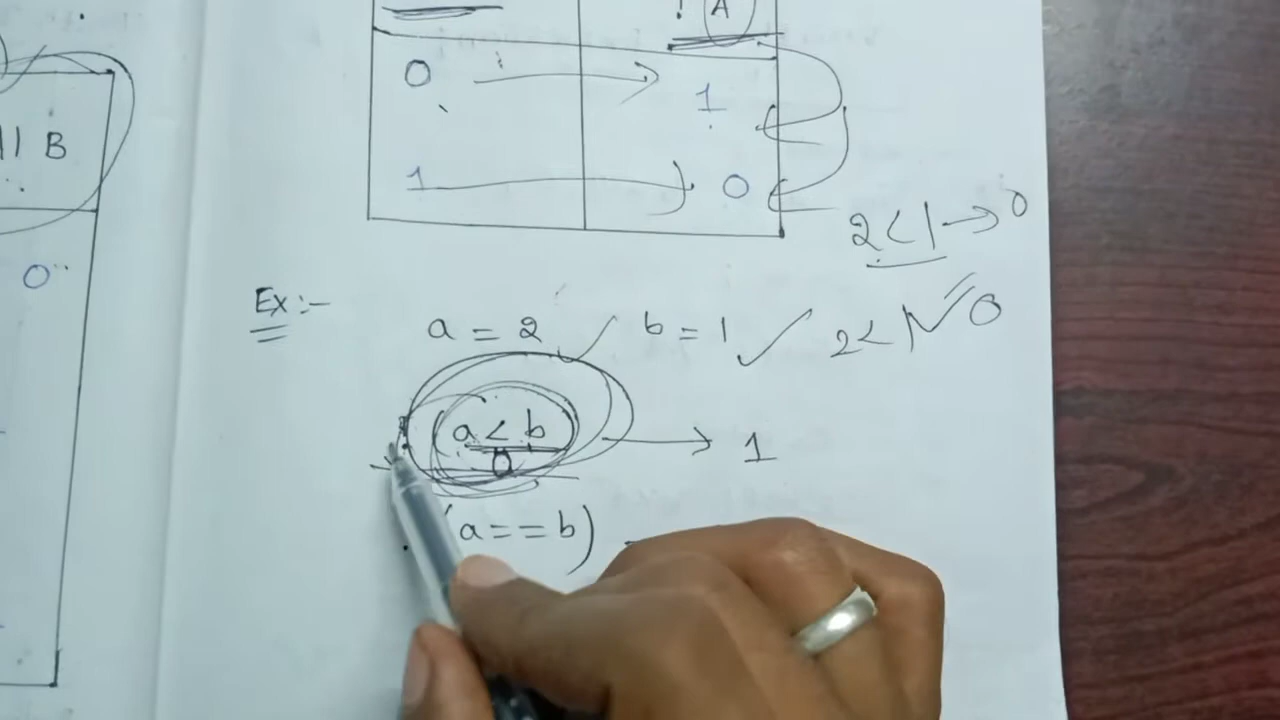 ! A
0 → 1
|| B
1 → 0
2 < 1 → 0
0
Ex :-
a = 2 ✓ b = 1 ✓ 2 < 1 0
a < b → 1
0
(a = = b)